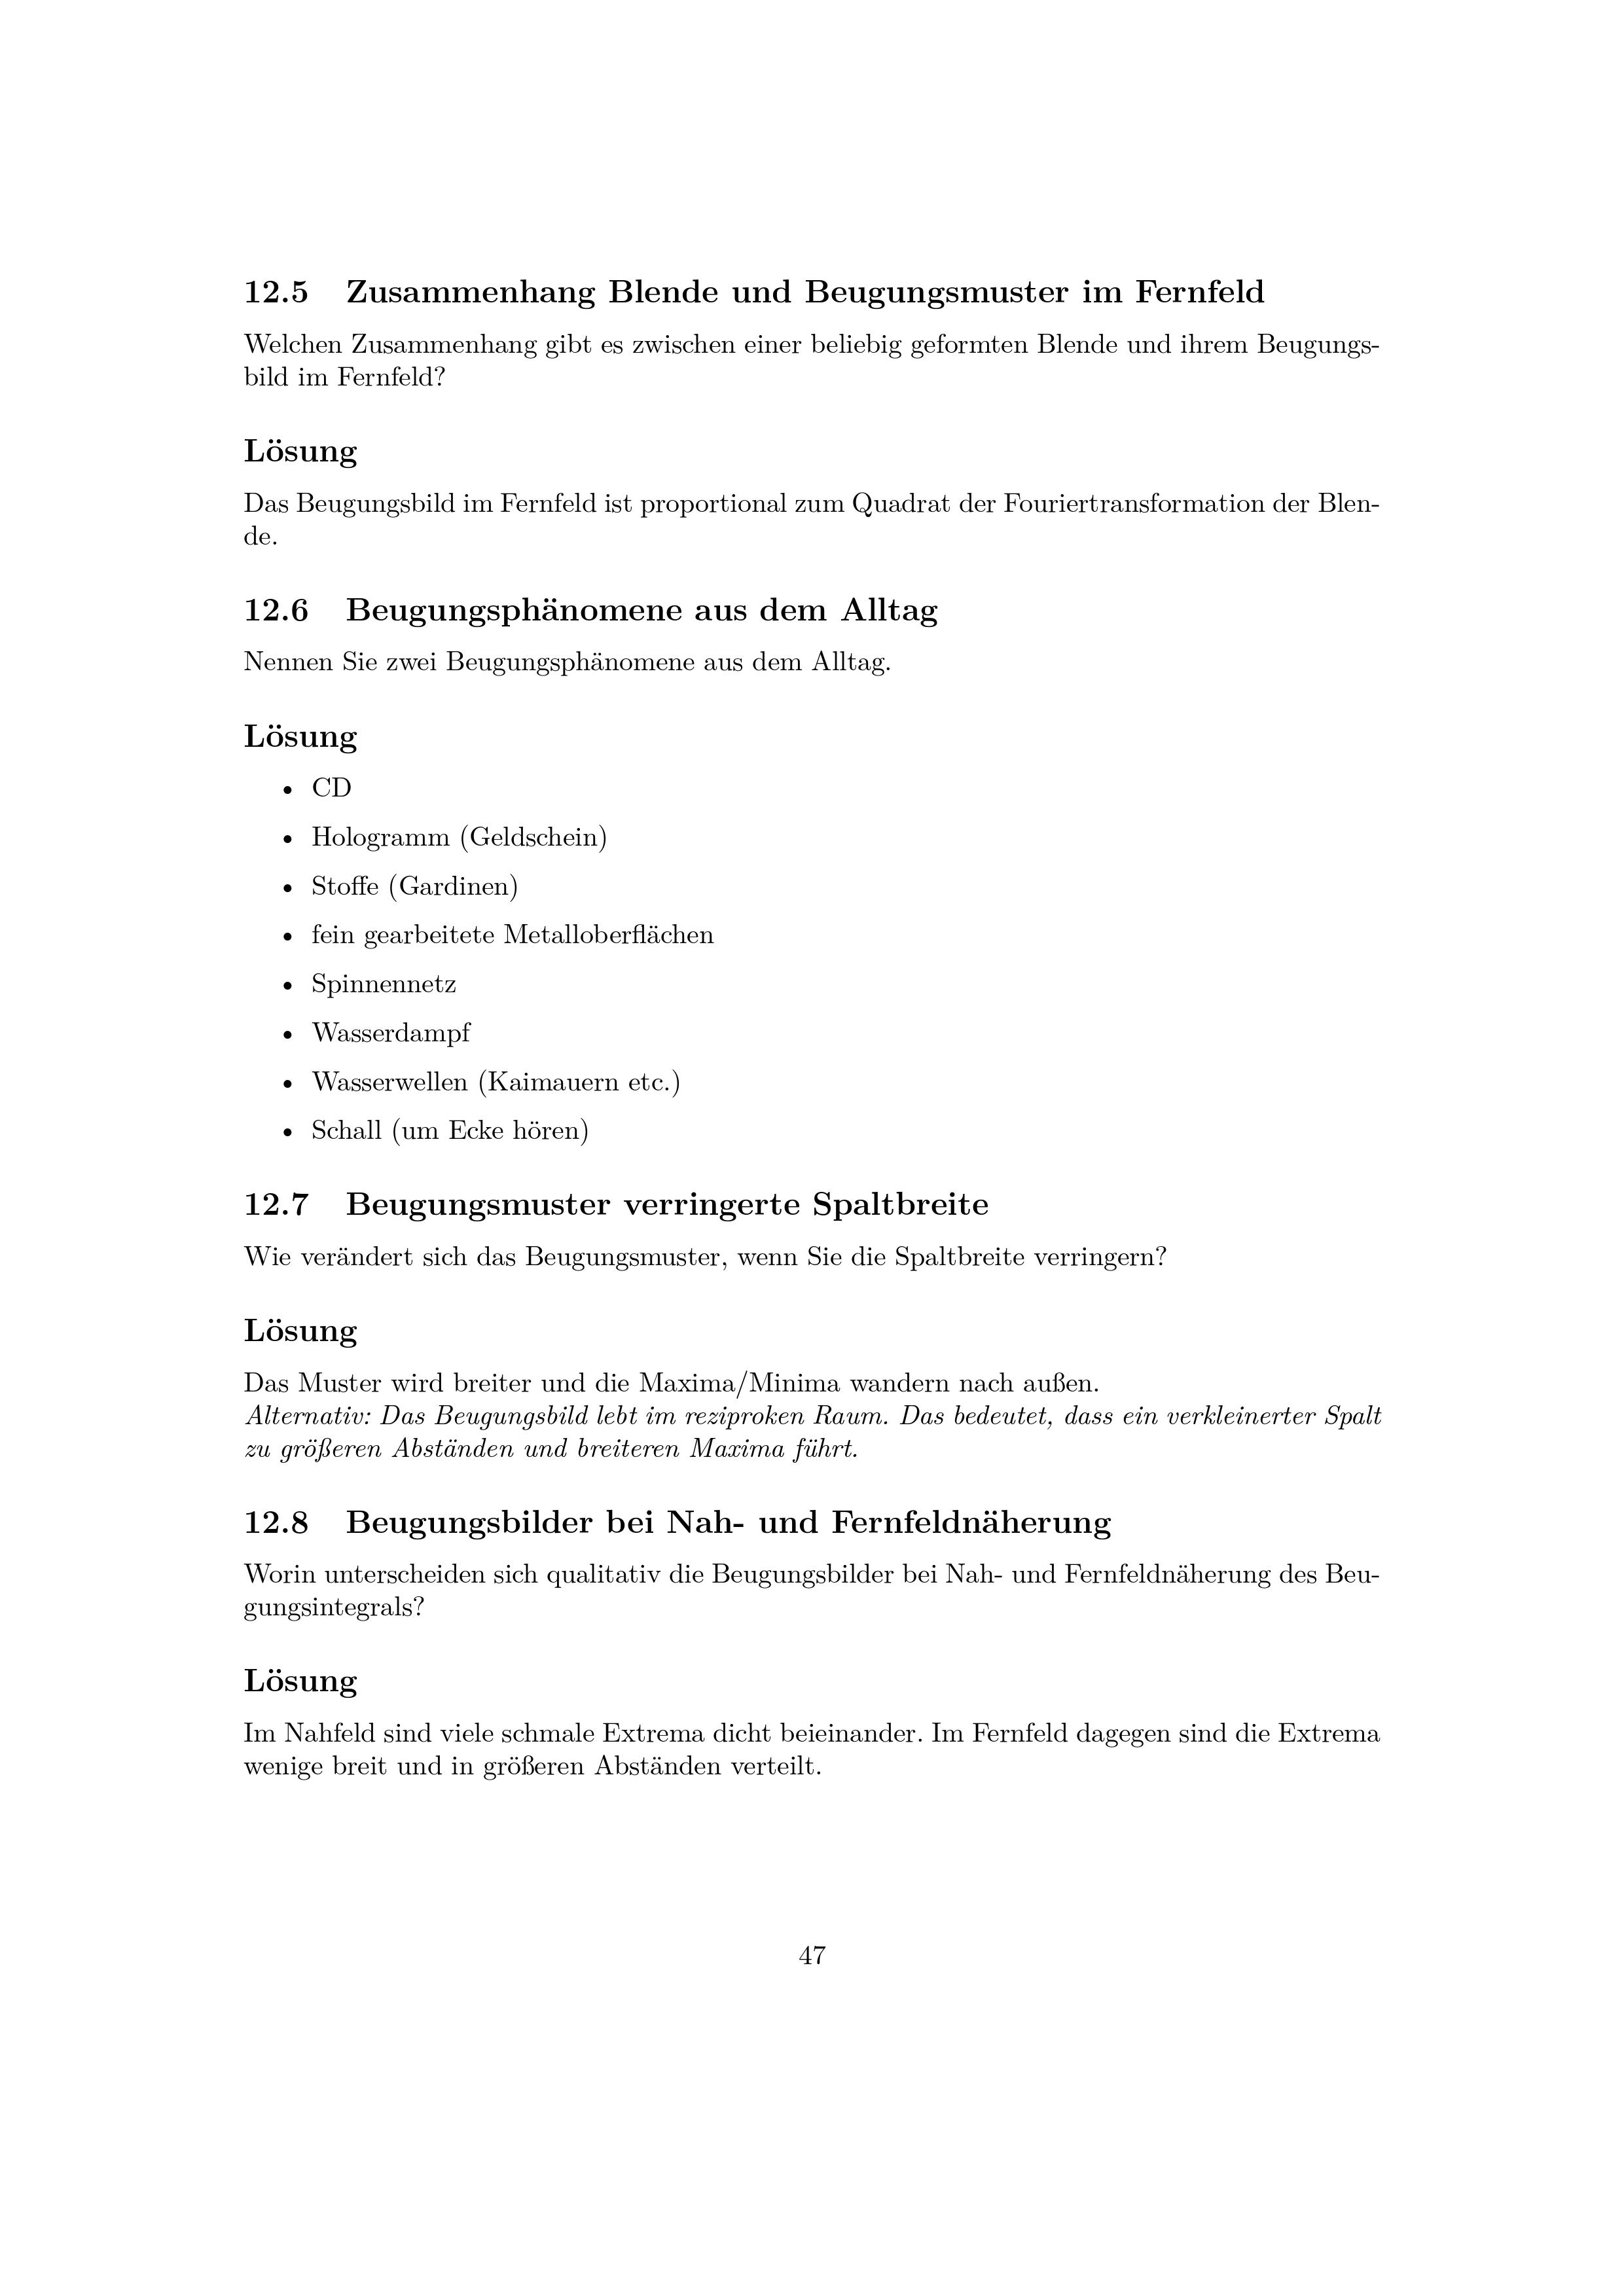 12.5 Zusammenhang Blende und Beugungsmuster im Fernfeld
Welchen Zusammenhang gibt es zwischen einer beliebig geformten Blende und ihrem Beugungs-
bild im Fernfeld?
Lösung
Das Beugungsbild im Fernfeld ist proportional zum Quadrat der Fouriertransformation der Blen-
de.
12.6 Beugungsphänomene aus dem Alltag
Nennen Sie zwei Beugungsphänomene aus dem Alltag.
Lösung
• CD
• Hologramm (Geldschein)
• Stoffe (Gardinen)
• fein gearbeitete Metalloberflächen
• Spinnennetz
• Wasserdampf
• Wasserwellen (Kaimauern etc.)
• Schall (um Ecke hören)
12.7 Beugungsmuster verringerte Spaltbreite
Wie verändert sich das Beugungsmuster, wenn Sie die Spaltbreite verringern?
Lösung
Das Muster wird breiter und die Maxima/Minima wandern nach außen.
Alternativ: Das Beugungsbild lebt im reziproken Raum. Das bedeutet, dass ein verkleinerter Spalt
zu größeren Abständen und breiteren Maxima führt.
12.8 Beugungsbilder bei Nah- und Fernfeldnäherung
Worin unterscheiden sich qualitativ die Beugungsbilder bei Nah- und Fernfeldnäherung des Beu-
gungsintegrals?
Lösung
Im Nahfeld sind viele schmale Extrema dicht beieinander. Im Fernfeld dagegen sind die Extrema
wenige breit und in größeren Abständen verteilt.
47